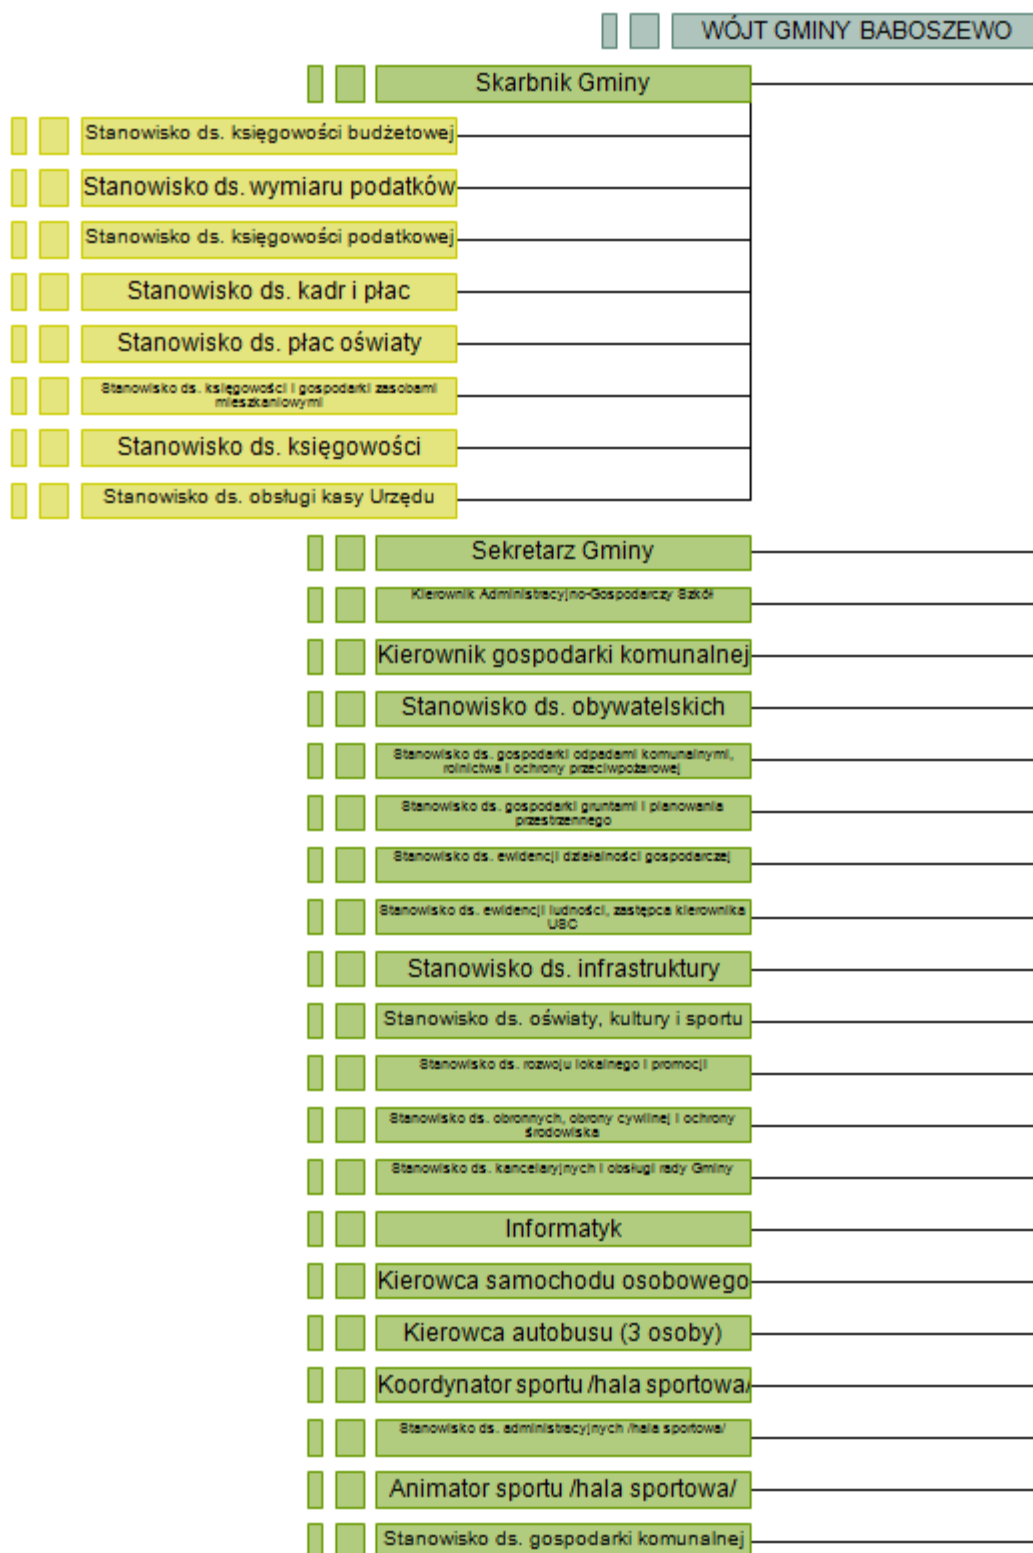 WÓJT GMINY BABOSZEWO
Skarbnik Gminy
Stanowisko ds. księgowości budżetowej
Stanowisko ds. wymiaru podatków
Stanowisko ds. księgowości podatkowej
Stanowisko ds. kadr i płac
Stanowisko ds. płac oświaty
Stanowisko ds. księgowości i gospodarki zasobami
mieszkaniowymi
Stanowisko ds. księgowości
Stanowisko ds. obsługi kasy Urzędu
Sekretarz Gminy
Kierownik Administracyjno-Gospodarczy Szkół
Kierownik gospodarki komunalnej
Stanowisko ds. obywatelskich
Stanowisko ds. gospodarki odpadami komunalnymi,
rolnictwa i ochrony przeciwpożarowej
Stanowisko ds. gospodarki gruntami i planowania
przestrzennego
Stanowisko ds. ewidencji działalności gospodarczej
Stanowisko ds. ewidencji ludności, zastępca kierownika
USC
Stanowisko ds. infrastruktury
Stanowisko ds. oświaty, kultury i sportu
Stanowisko ds. rozwoju lokalnego i promocji
Stanowisko ds. obronnych, obrony cywilnej i ochrony
środowiska
Stanowisko ds. kancelaryjnych i obsługi rady Gminy
Informatyk
Kierowca samochodu osobowego
Kierowca autobusu (3 osoby)
Koordynator sportu /hala sportowa/
Stanowisko ds. administracyjnych /hala sportowa/
Animator sportu /hala sportowa/
Stanowisko ds. gospodarki komunalnej